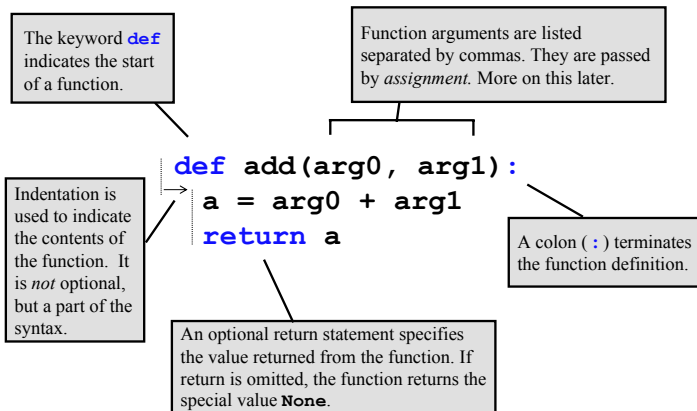 The keyword def
indicates the start
of a function.
Function arguments are listed
separated by commas. They are passed
by assignment. More on this later.
def add(arg0, arg1):
a = arg0 + arg1
return a
Indentation is
used to indicate
the contents of
the function. It
is not optional,
but a part of the
syntax.
A colon ( : ) terminates
the function definition.
An optional return statement specifies
the value returned from the function. If
return is omitted, the function returns the
special value None.